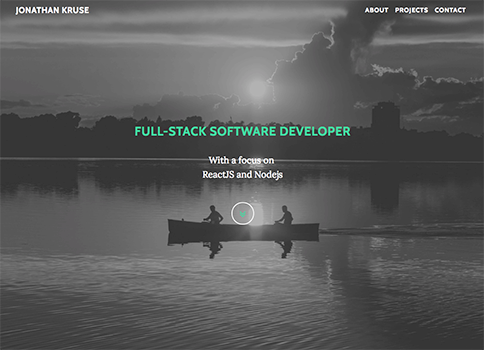 JONATHAN KRUSE
ABOUT PROJECTS CONTACT
FULL-STACK SOFTWARE DEVELOPER
With a focus on
ReactJS and Nodejs